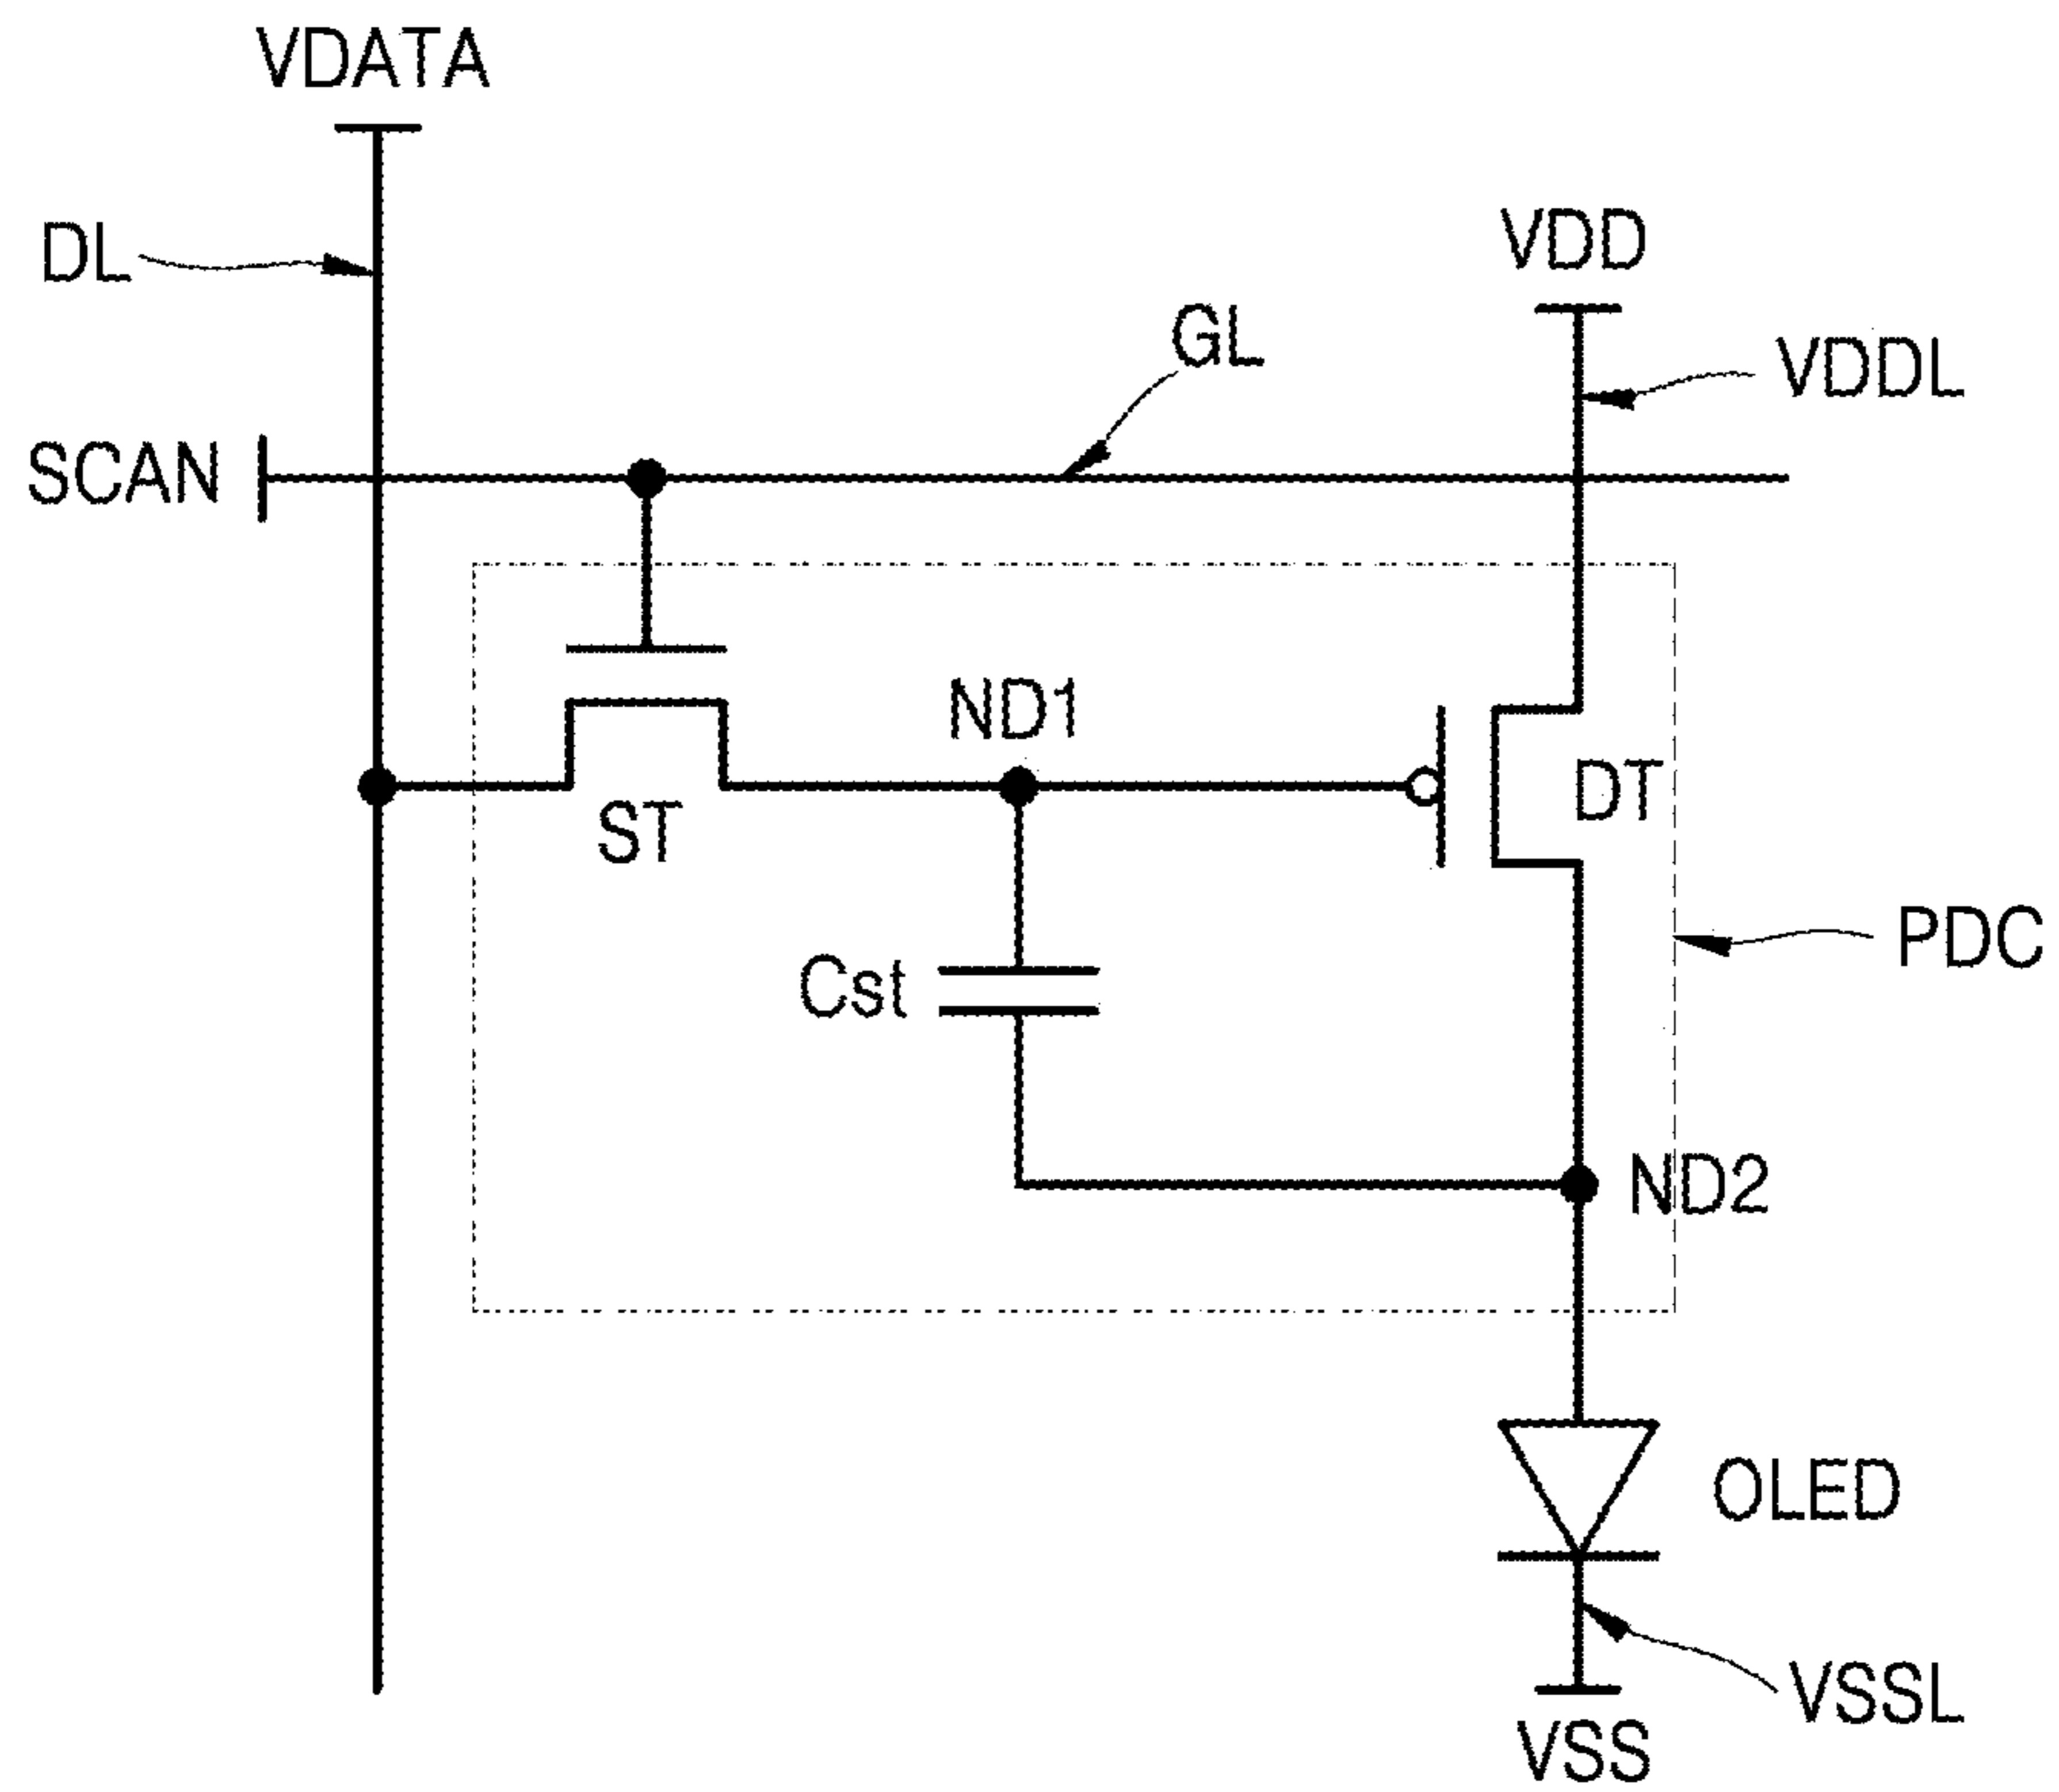 VDATA
DL
VDD
GL
VDDL
SCAN
ND1
ST
DT
PDC
Cst
ND2
OLED
VSSL
VSS